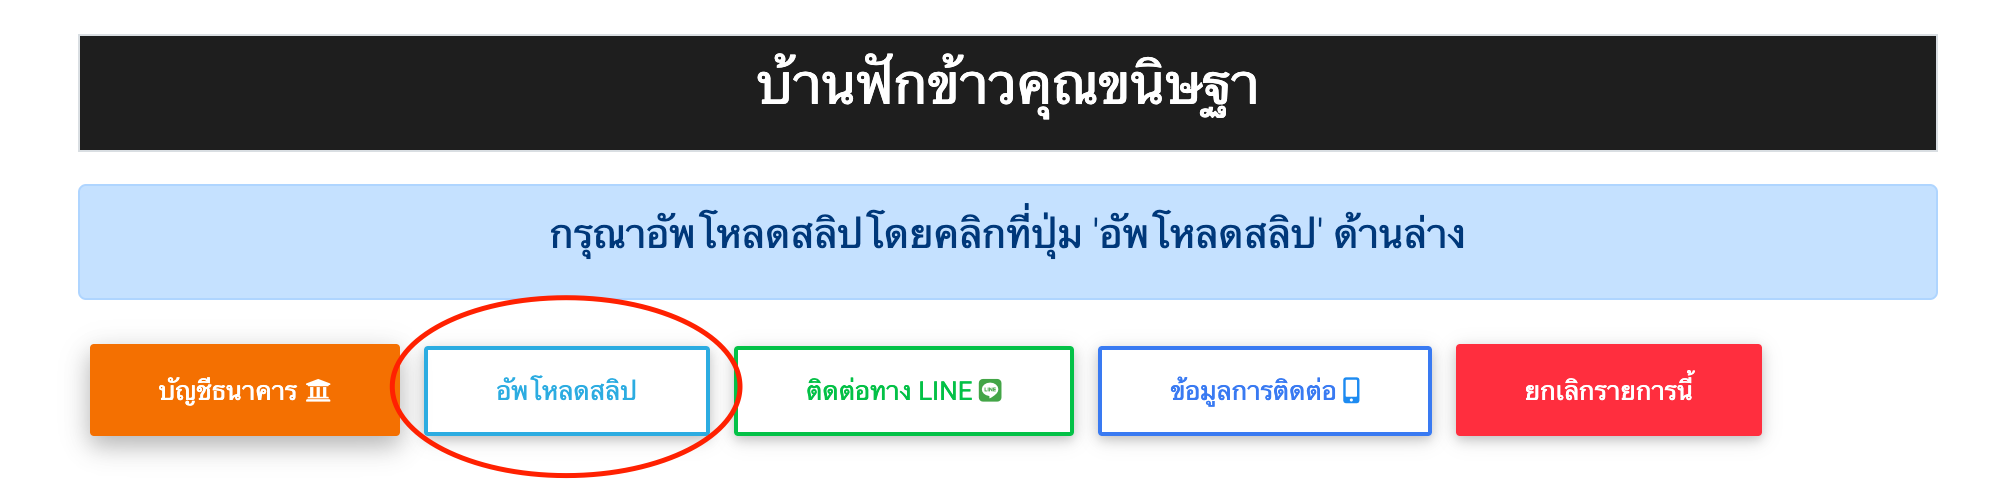 บ้านฟักข้าวคุณขนิษฐา
กรุณาอัพโหลดสลิปโดยคลิกที่ปุ่ม 'อัพโหลดสลิป' ด้านล่าง
บัญชีธนาคาร
อัพโหลดสลิป
ติดต่อทาง LINE
LINE
ข้อมูลการติดต่อ
ยกเลิกรายการนี้